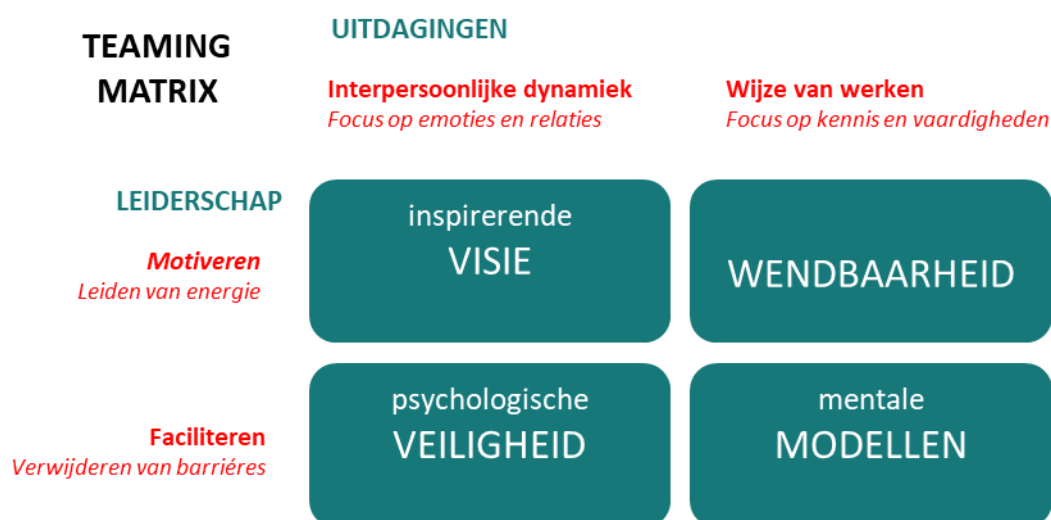 TEAMING
MATRIX
UITDAGINGEN
Interpersoonlijke dynamiek
Focus op emoties en relaties
Wijze van werken
Focus op kennis en vaardigheden
LEIDERSCHAP
Motiveren
Leiden van energie
inspirerende
VISIE
WENDBAARHEID
Faciliteren
Verwijderen van barriéres
psychologische
VEILIGHEID
mentale
MODELLEN